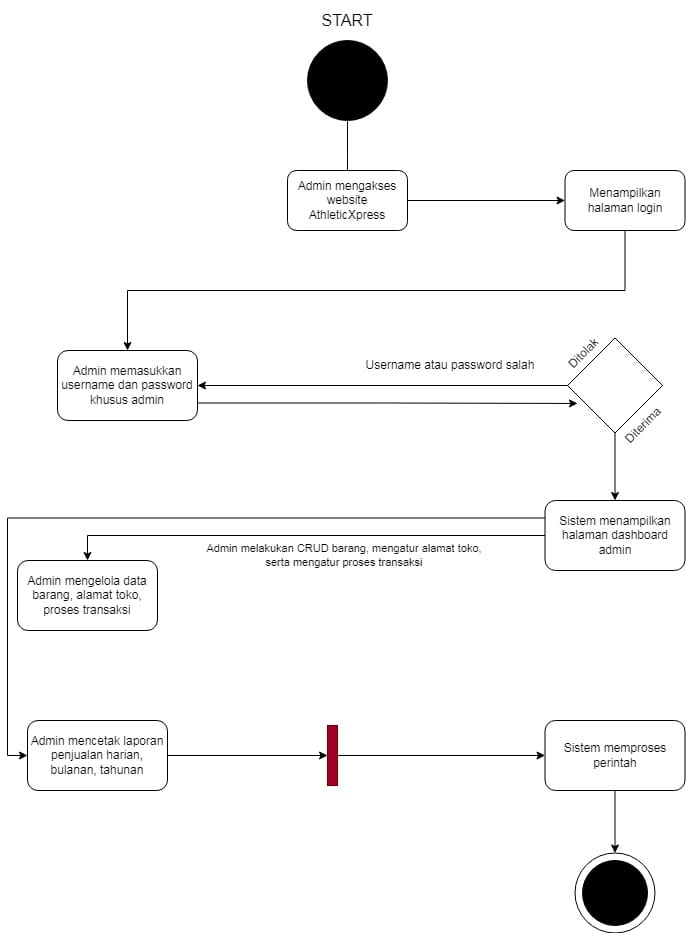 START
Admin mengakses
website
AthleticXpress
Menampilkan
halaman login
Admin memasukkan
username dan password
khusus admin
Username atau password salah
Ditolak
Diterima
Sistem menampilkan
halaman dashboard
admin
Admin melakukan CRUD barang, mengatur alamat toko,
serta mengatur proses transaksi
Admin mengelola data
barang, alamat toko,
proses transaksi
Admin mencetak laporan
penjualan harian,
bulanan, tahunan
Sistem memproses
perintah